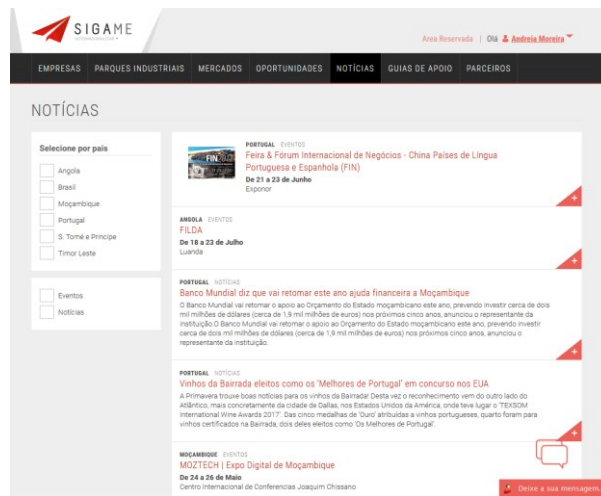 SIGAME
Area Reservada | Olá Andreia Moreira
EMPRESAS PARQUES INDUSTRIAIS MERCADOS OPORTUNIDADES NOTÍCIAS GUIAS DE APOIO PARCEIROS
NOTÍCIAS
Selecione por país
Angola
Brasil
Moçambique
Portugal
S. Tomé e Principe
Timor Leste
Eventos
Notícias
FIN
PORTUGAL EVENTOS
Feira & Fórum Internacional de Negócios - China Países de Língua
Portuguesa e Espanhola (FIN)
De 21 a 23 de Junho
Exponor
ANGOLA EVENTOS
FILDA
De 18 a 23 de Julho
Luanda
PORTUGAL NOTÍCIAS
Banco Mundial diz que vai retomar este ano ajuda financeira a Moçambique
O Banco Mundial vai retomar o apoio ao Orçamento do Estado moçambicano este ano, prevendo investir cerca de dois
mil milhões de dólares (cerca de 1,9 mil milhões de euros) nos próximos cinco anos, anunciou o representante da
instituição.O Banco Mundial vai retomar o apoio ao Orçamento do Estado moçambicano este ano, prevendo investir
cerca de dois mil milhões de dólares (cerca de 1,9 mil milhões de euros) nos próximos cinco anos, anunciou o
representante da instituição.
PORTUGAL NOTÍCIAS
Vinhos da Bairrada eleitos como os 'Melhores de Portugal' em concurso nos EUA
A Primavera trouxe boas notícias para os vinhos da Bairrada! Desta vez o reconhecimento vem do outro lado do
Atlântico, mais concretamente da cidade de Dallas, nos Estados Unidos da América, onde teve lugar o 'TEXSOM
International Wine Awards 2017'. Das cinco medalhas de 'Ouro' atribuídas a vinhos portugueses, quatro foram para
vinhos certificados na Bairrada, dois deles eleitos como 'Os Melhores de Portugal'.
MOÇAMBIQUE EVENTOS
MOZTECH | Expo Digital de Moçambique
De 24 a 26 de Maio
Centro Internacional de Conferencias Joaquim Chissano
Deixe a sua mensagem.